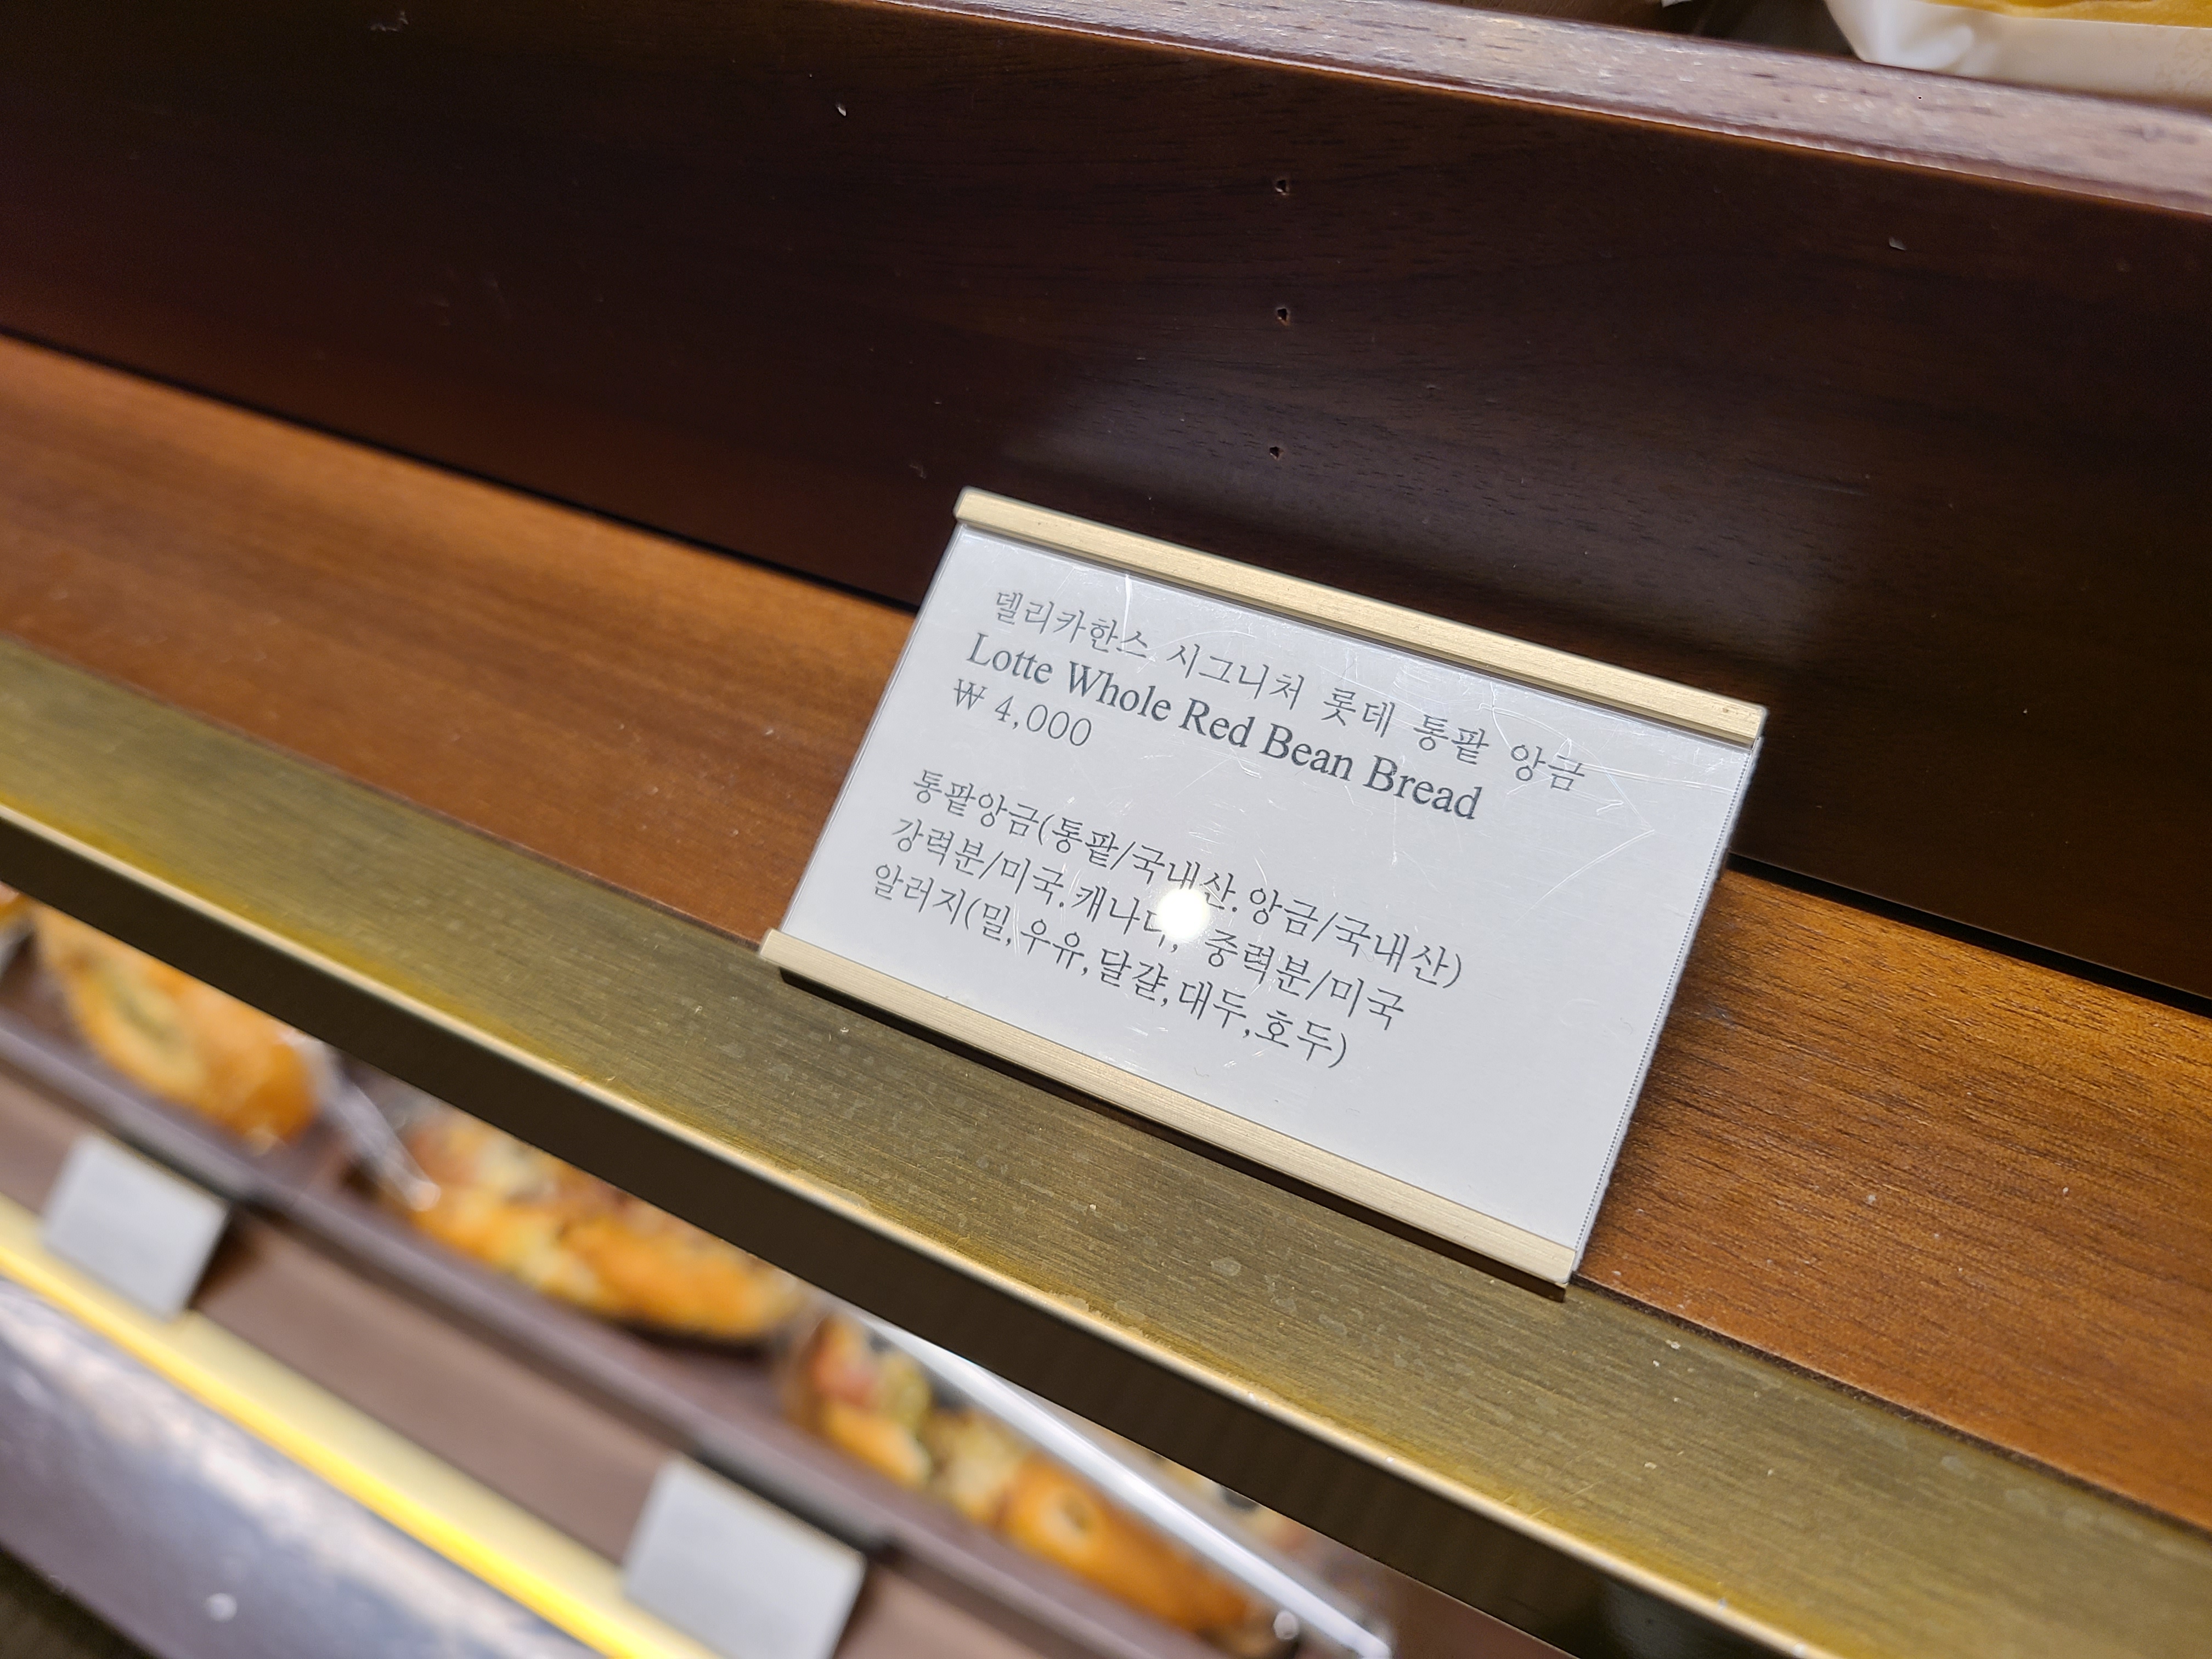 델리카한스 시그니처 롯데 통팥 앙금
Lotte Whole Red Bean Bread
₩ 4,000
통팥앙금(통팥/국내산.앙금/국내산)
강력분/미국.캐나다, 중력분/미국
알러지(밀,우유,달걀,대두,호두)